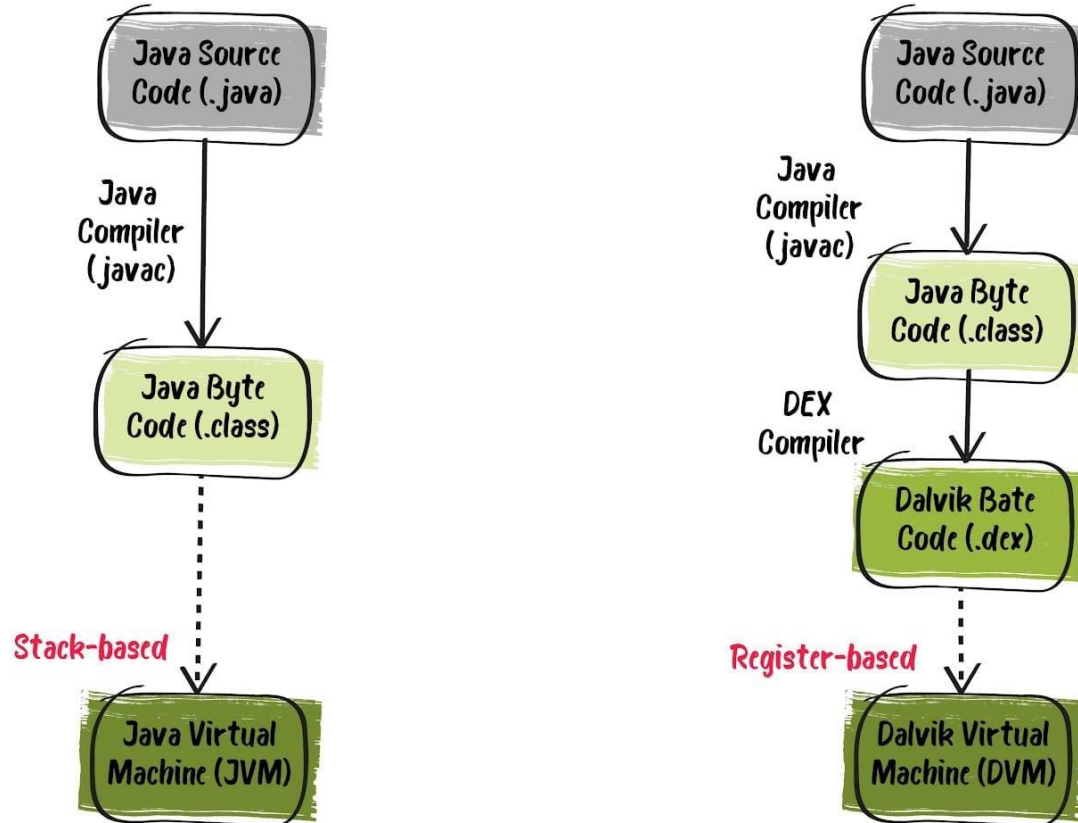 Java Source
Code (.java)
Java
Compiler
(javac)
Java Byte
Code (.class)
Stack-based
Java Virtual
Machine (JVM)
Java Source
Code (.java)
Java
Compiler
(javac)
Java Byte
Code (.class)
DEX
Compiler
Dalvik Bate
Code (.dex)
Register-based
Dalvik Virtual
Machine (DVM)